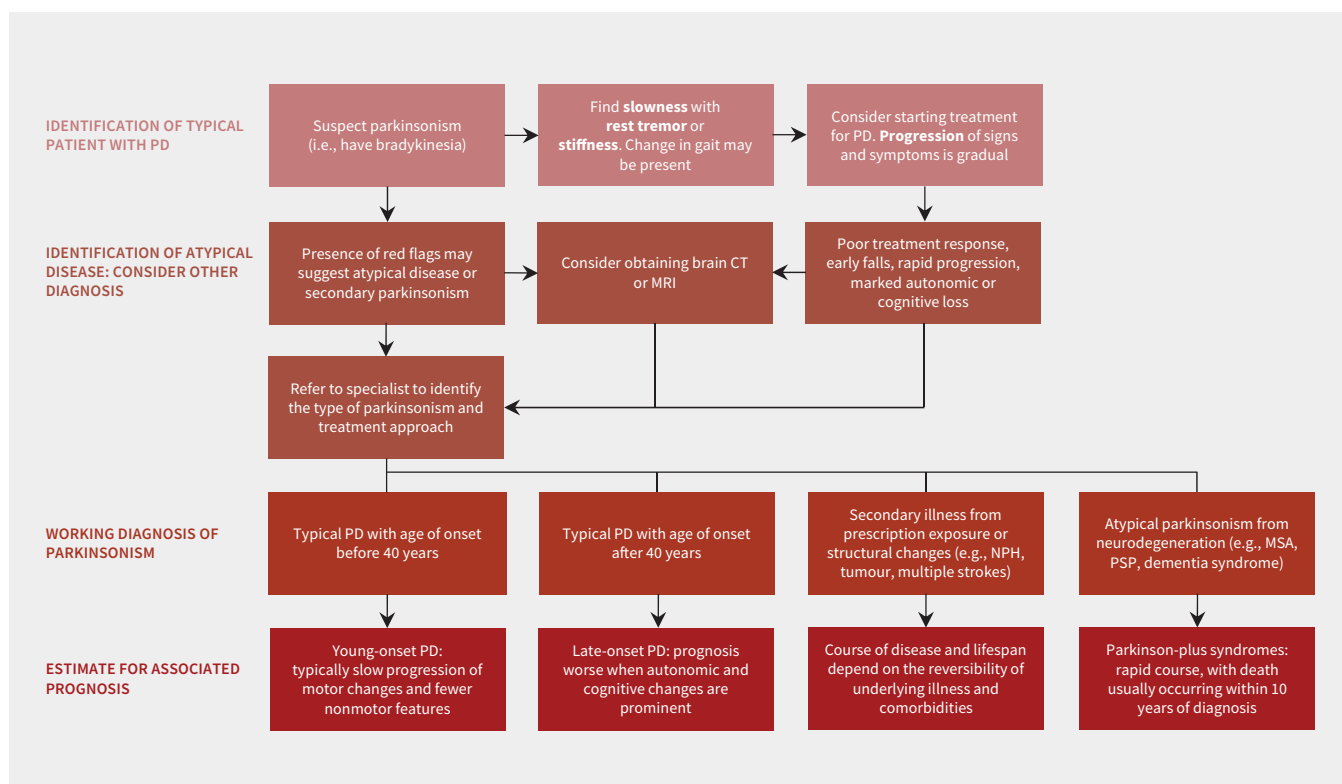 IDENTIFICATION OF TYPICAL
PATIENT WITH PD
Suspect parkinsonism
(i.e., have bradykinesia)
Find slowness with
rest tremor or
stiffness. Change in gait may
be present
Consider starting treatment
for PD. Progression of signs
and symptoms is gradual
IDENTIFICATION OF ATYPICAL
DISEASE: CONSIDER OTHER
DIAGNOSIS
Presence of red flags may
suggest atypical disease or
secondary parkinsonism
Consider obtaining brain CT
or MRI
Poor treatment response,
early falls, rapid progression,
marked autonomic or
cognitive loss
Refer to specialist to identify
the type of parkinsonism and
treatment approach
WORKING DIAGNOSIS OF
PARKINSONISM
Typical PD with age of onset
before 40 years
Typical PD with age of onset
after 40 years
Secondary illness from
prescription exposure or
structural changes (e.g., NPH,
tumour, multiple strokes)
Atypical parkinsonism from
neurodegeneration (e.g., MSA,
PSP, dementia syndrome)
ESTIMATE FOR ASSOCIATED
PROGNOSIS
Young-onset PD:
typically slow progression of
motor changes and fewer
nonmotor features
Late-onset PD: prognosis
worse when autonomic and
cognitive changes are
prominent
Course of disease and lifespan
depend on the reversibility of
underlying illness and
comorbidities
Parkinson-plus syndromes:
rapid course, with death
usually occurring within 10
years of diagnosis